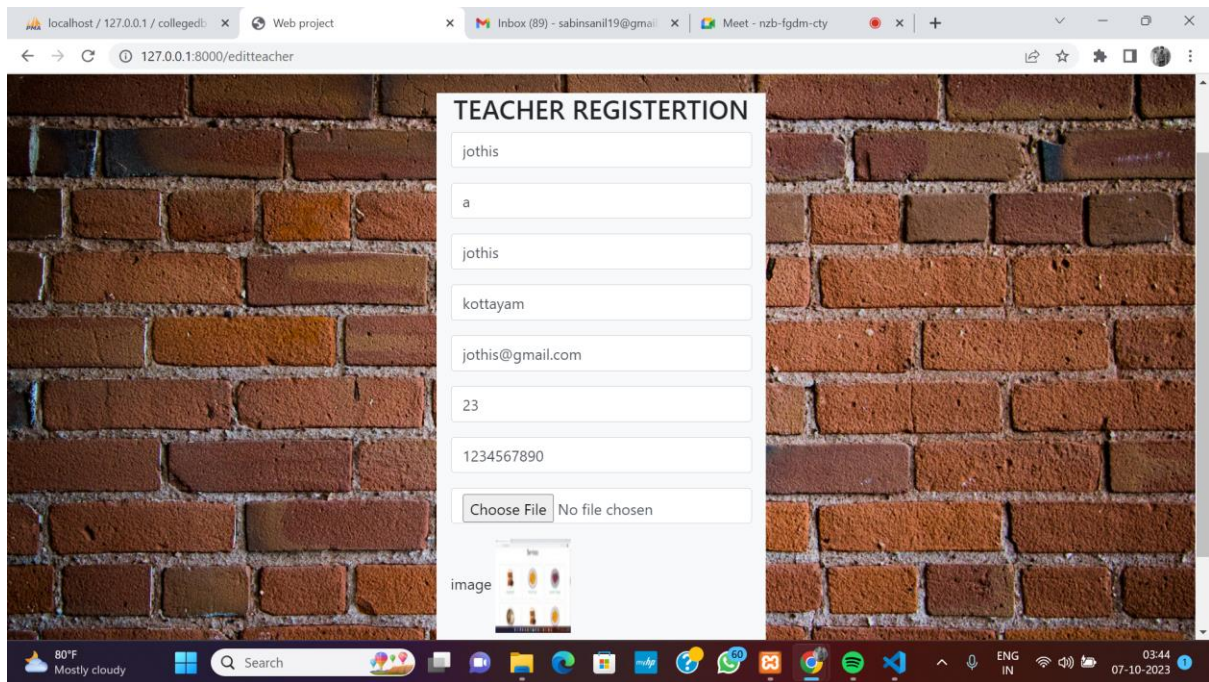 localhost / 127.0.0.1 / collegedb
Web project
Inbox (89) - sabinsanil19@gmail
Meet - nzb-fgdm-cty
127.0.0.1:8000/editteacher
TEACHER REGISTERTION
jothis
a
jothis
kottayam
jothis@gmail.com
23
1234567890
Choose File No file chosen
image
80°F
Mostly cloudy
Search
60
ENG
IN
03:44
07-10-2023
1